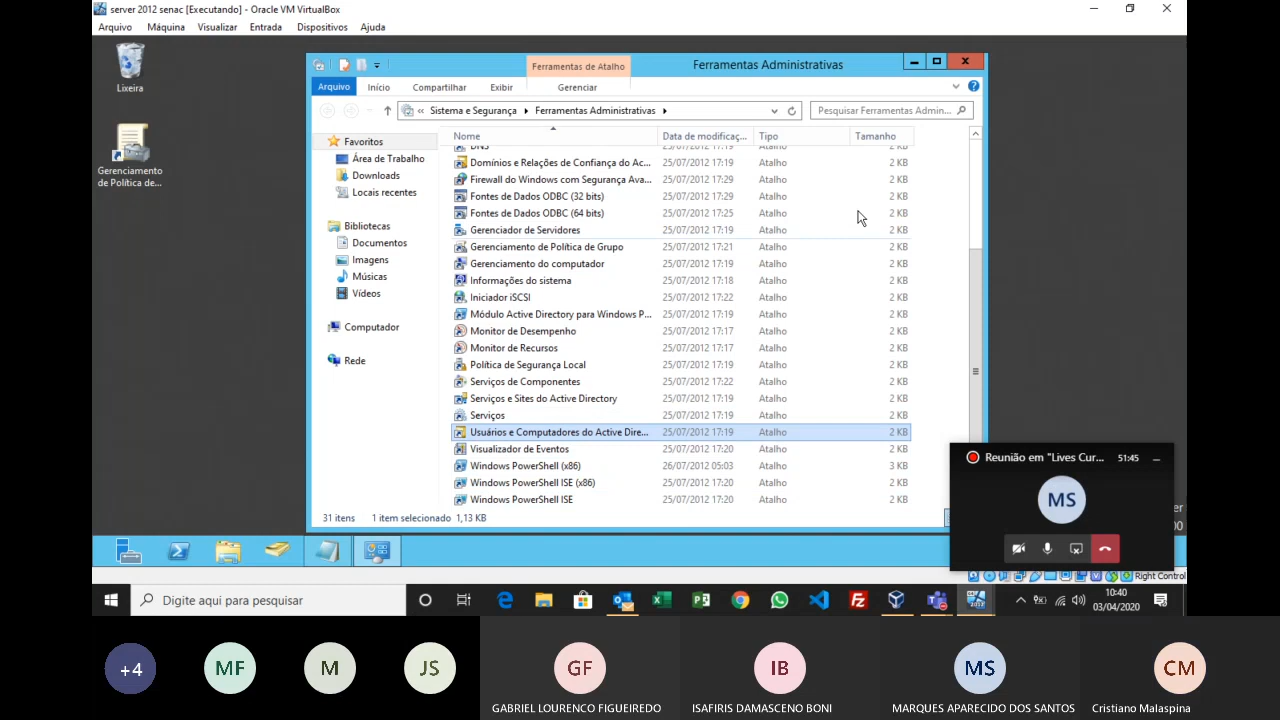 server 2012 senac [Executando] - Oracle VM VirtualBox
Arquivo Máquina Visualizar Entrada Dispositivos Ajuda
Lixeira
Gerenciamento
de Política de...
Ferramentas de Atalho
Ferramentas Administrativas
Arquivo Início Compartilhar Exibir Gerenciar
« Sistema e Segurança Ferramentas Administrativas
Pesquisar Ferramentas Admin...
Favoritos
Área de Trabalho
Downloads
Locais recentes
Bibliotecas
Documentos
Imagens
Músicas
Vídeos
Computador
Rede
Nome Data de modificaç... Tipo Tamanho
DNS 25/07/2012 17:19 Atalho 2 KB
Domínios e Relações de Confiança do Ac... 25/07/2012 17:19 Atalho 2 KB
Firewall do Windows com Segurança Ava... 25/07/2012 17:29 Atalho 2 KB
Fontes de Dados ODBC (32 bits) 25/07/2012 17:29 Atalho 2 KB
Fontes de Dados ODBC (64 bits) 25/07/2012 17:25 Atalho 2 KB
Gerenciador de Servidores 25/07/2012 17:19 Atalho 2 KB
Gerenciamento de Política de Grupo 25/07/2012 17:21 Atalho 2 KB
Gerenciamento do computador 25/07/2012 17:19 Atalho 2 KB
Informações do sistema 25/07/2012 17:18 Atalho 2 KB
Iniciador iSCSI 25/07/2012 17:22 Atalho 2 KB
Módulo Active Directory para Windows P... 25/07/2012 17:19 Atalho 2 KB
Monitor de Desempenho 25/07/2012 17:17 Atalho 2 KB
Monitor de Recursos 25/07/2012 17:17 Atalho 2 KB
Política de Segurança Local 25/07/2012 17:19 Atalho 2 KB
Serviços de Componentes 25/07/2012 17:22 Atalho 2 KB
Serviços e Sites do Active Directory 25/07/2012 17:19 Atalho 2 KB
Serviços 25/07/2012 17:19 Atalho 2 KB
Usuários e Computadores do Active Dire... 25/07/2012 17:19 Atalho 2 KB
Visualizador de Eventos 25/07/2012 17:20 Atalho 2 KB
Windows PowerShell (x86) 26/07/2012 05:03 Atalho 3 KB
Windows PowerShell ISE (x86) 25/07/2012 17:20 Atalho 2 KB
Windows PowerShell ISE 25/07/2012 17:20 Atalho 2 KB
31 itens 1 item selecionado 1,13 KB
Reunião em "Lives Cur... 51:45
MS
Right Control
Digite aqui para pesquisar
10:40
03/04/2020
+4 MF M JS GF IB MS CM
GABRIEL LOURENCO FIGUEIREDO ISAFIRIS DAMASCENO BONI MARQUES APARECIDO DOS SANTOS Cristiano Malaspina